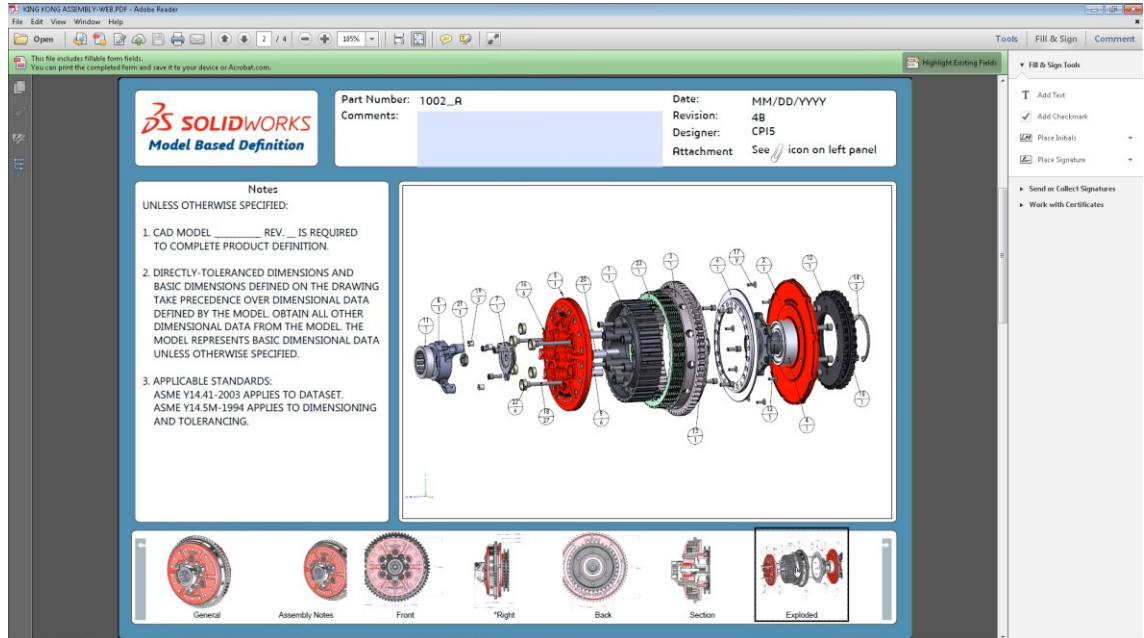 KING KONG ASSEMBLY-WEB.PDF - Adobe Reader
File Edit View Window Help
Open 2 / 4 105%
Tools Fill & Sign Comment
This file includes fillable form fields.
You can print the completed form and save it to your device or Acrobat.com.
Highlight Existing Fields
Fill & Sign Tools
Add Text
Add Checkmark
Place Initials
Place Signature
Send or Collect Signatures
Work with Certificates
SOLIDWORKS
Model Based Definition
Part Number: 1002_A
Comments:
Date: MM/DD/YYYY
Revision: 4B
Designer: CPI5
Attachment See icon on left panel
Notes
UNLESS OTHERWISE SPECIFIED:
1. CAD MODEL __________ REV. __ IS REQUIRED
TO COMPLETE PRODUCT DEFINITION.
2. DIRECTLY-TOLERANCED DIMENSIONS AND
BASIC DIMENSIONS DEFINED ON THE DRAWING
TAKE PRECEDENCE OVER DIMENSIONAL DATA
DEFINED BY THE MODEL. OBTAIN ALL OTHER
DIMENSIONAL DATA FROM THE MODEL. THE
MODEL REPRESENTS BASIC DIMENSIONAL DATA
UNLESS OTHERWISE SPECIFIED.
3. APPLICABLE STANDARDS:
ASME Y14.41-2003 APPLIES TO DATASET.
ASME Y14.5M-1994 APPLIES TO DIMENSIONING
AND TOLERANCING.
General
Assembly Notes
Front
*Right
Back
Section
Exploded